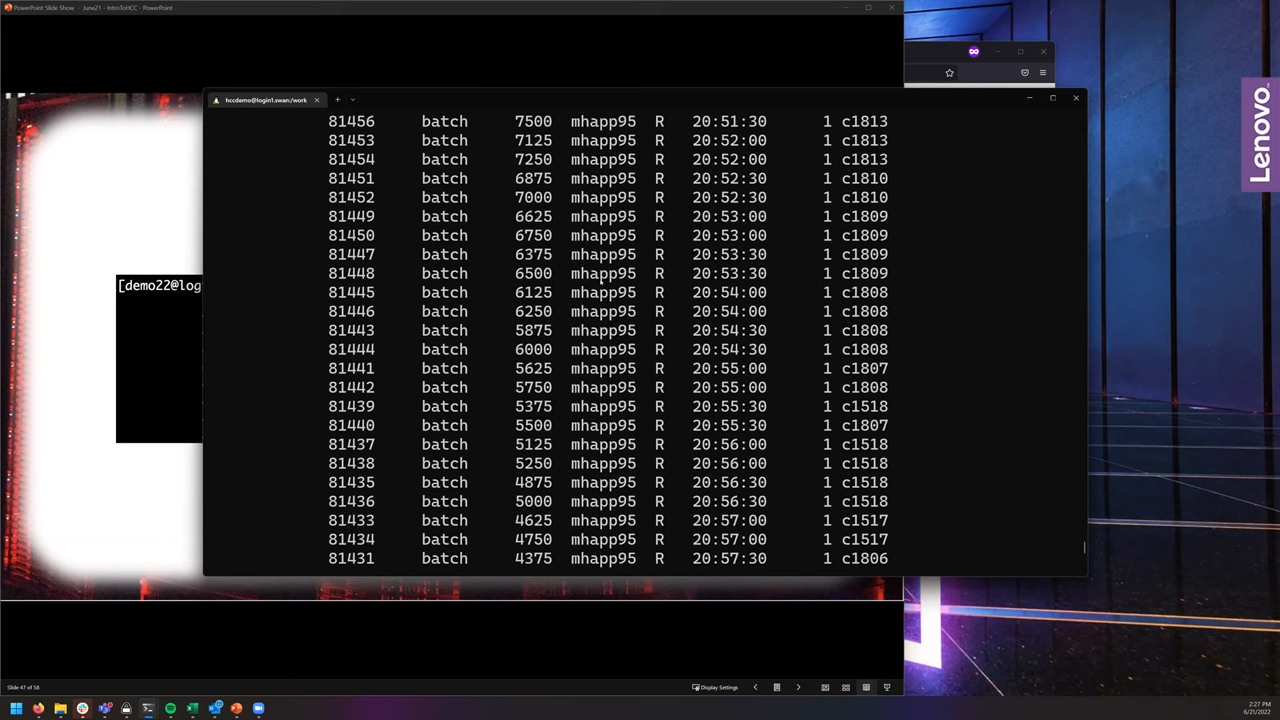 PowerPoint Slide Show - June21 - IntroToHCC - PowerPoint
hccdemo@login1.swan:/work
81456 batch 7500 mhapp95 R 20:51:30 1 c1813
81453 batch 7125 mhapp95 R 20:52:00 1 c1813
81454 batch 7250 mhapp95 R 20:52:00 1 c1813
81451 batch 6875 mhapp95 R 20:52:30 1 c1810
81452 batch 7000 mhapp95 R 20:52:30 1 c1810
81449 batch 6625 mhapp95 R 20:53:00 1 c1809
81450 batch 6750 mhapp95 R 20:53:00 1 c1809
81447 batch 6375 mhapp95 R 20:53:30 1 c1809
81448 batch 6500 mhapp95 R 20:53:30 1 c1809
81445 batch 6125 mhapp95 R 20:54:00 1 c1808
81446 batch 6250 mhapp95 R 20:54:00 1 c1808
81443 batch 5875 mhapp95 R 20:54:30 1 c1808
81444 batch 6000 mhapp95 R 20:54:30 1 c1808
81441 batch 5625 mhapp95 R 20:55:00 1 c1807
81442 batch 5750 mhapp95 R 20:55:00 1 c1808
81439 batch 5375 mhapp95 R 20:55:30 1 c1518
81440 batch 5500 mhapp95 R 20:55:30 1 c1807
81437 batch 5125 mhapp95 R 20:56:00 1 c1518
81438 batch 5250 mhapp95 R 20:56:00 1 c1518
81435 batch 4875 mhapp95 R 20:56:30 1 c1518
81436 batch 5000 mhapp95 R 20:56:30 1 c1518
81433 batch 4625 mhapp95 R 20:57:00 1 c1517
81434 batch 4750 mhapp95 R 20:57:00 1 c1517
81431 batch 4375 mhapp95 R 20:57:30 1 c1806
[demo22@log
Lenovo
Slide 47 of 58
Display Settings
2:27 PM
6/21/2022